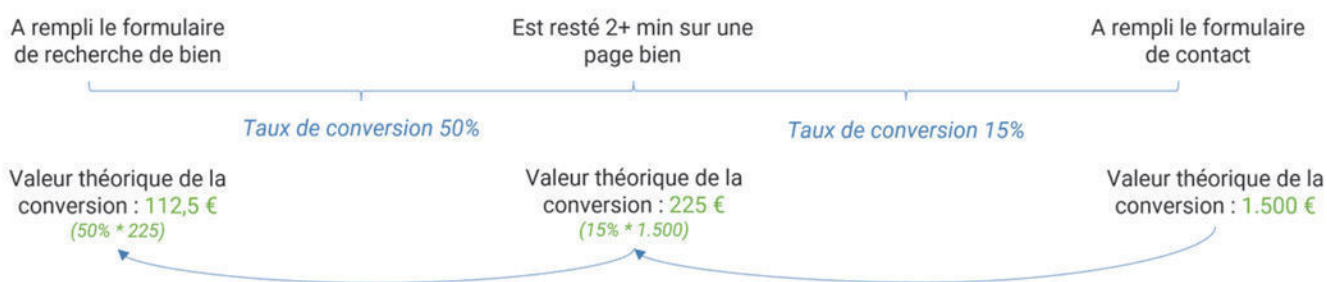 A rempli le formulaire
de recherche de bien
Est resté 2+ min sur une
page bien
A rempli le formulaire
de contact
Taux de conversion 50%
Taux de conversion 15%
Valeur théorique de la
conversion : 112,5 €
(50% * 225)
Valeur théorique de la
conversion : 225 €
(15% * 1.500)
Valeur théorique de la
conversion : 1.500 €